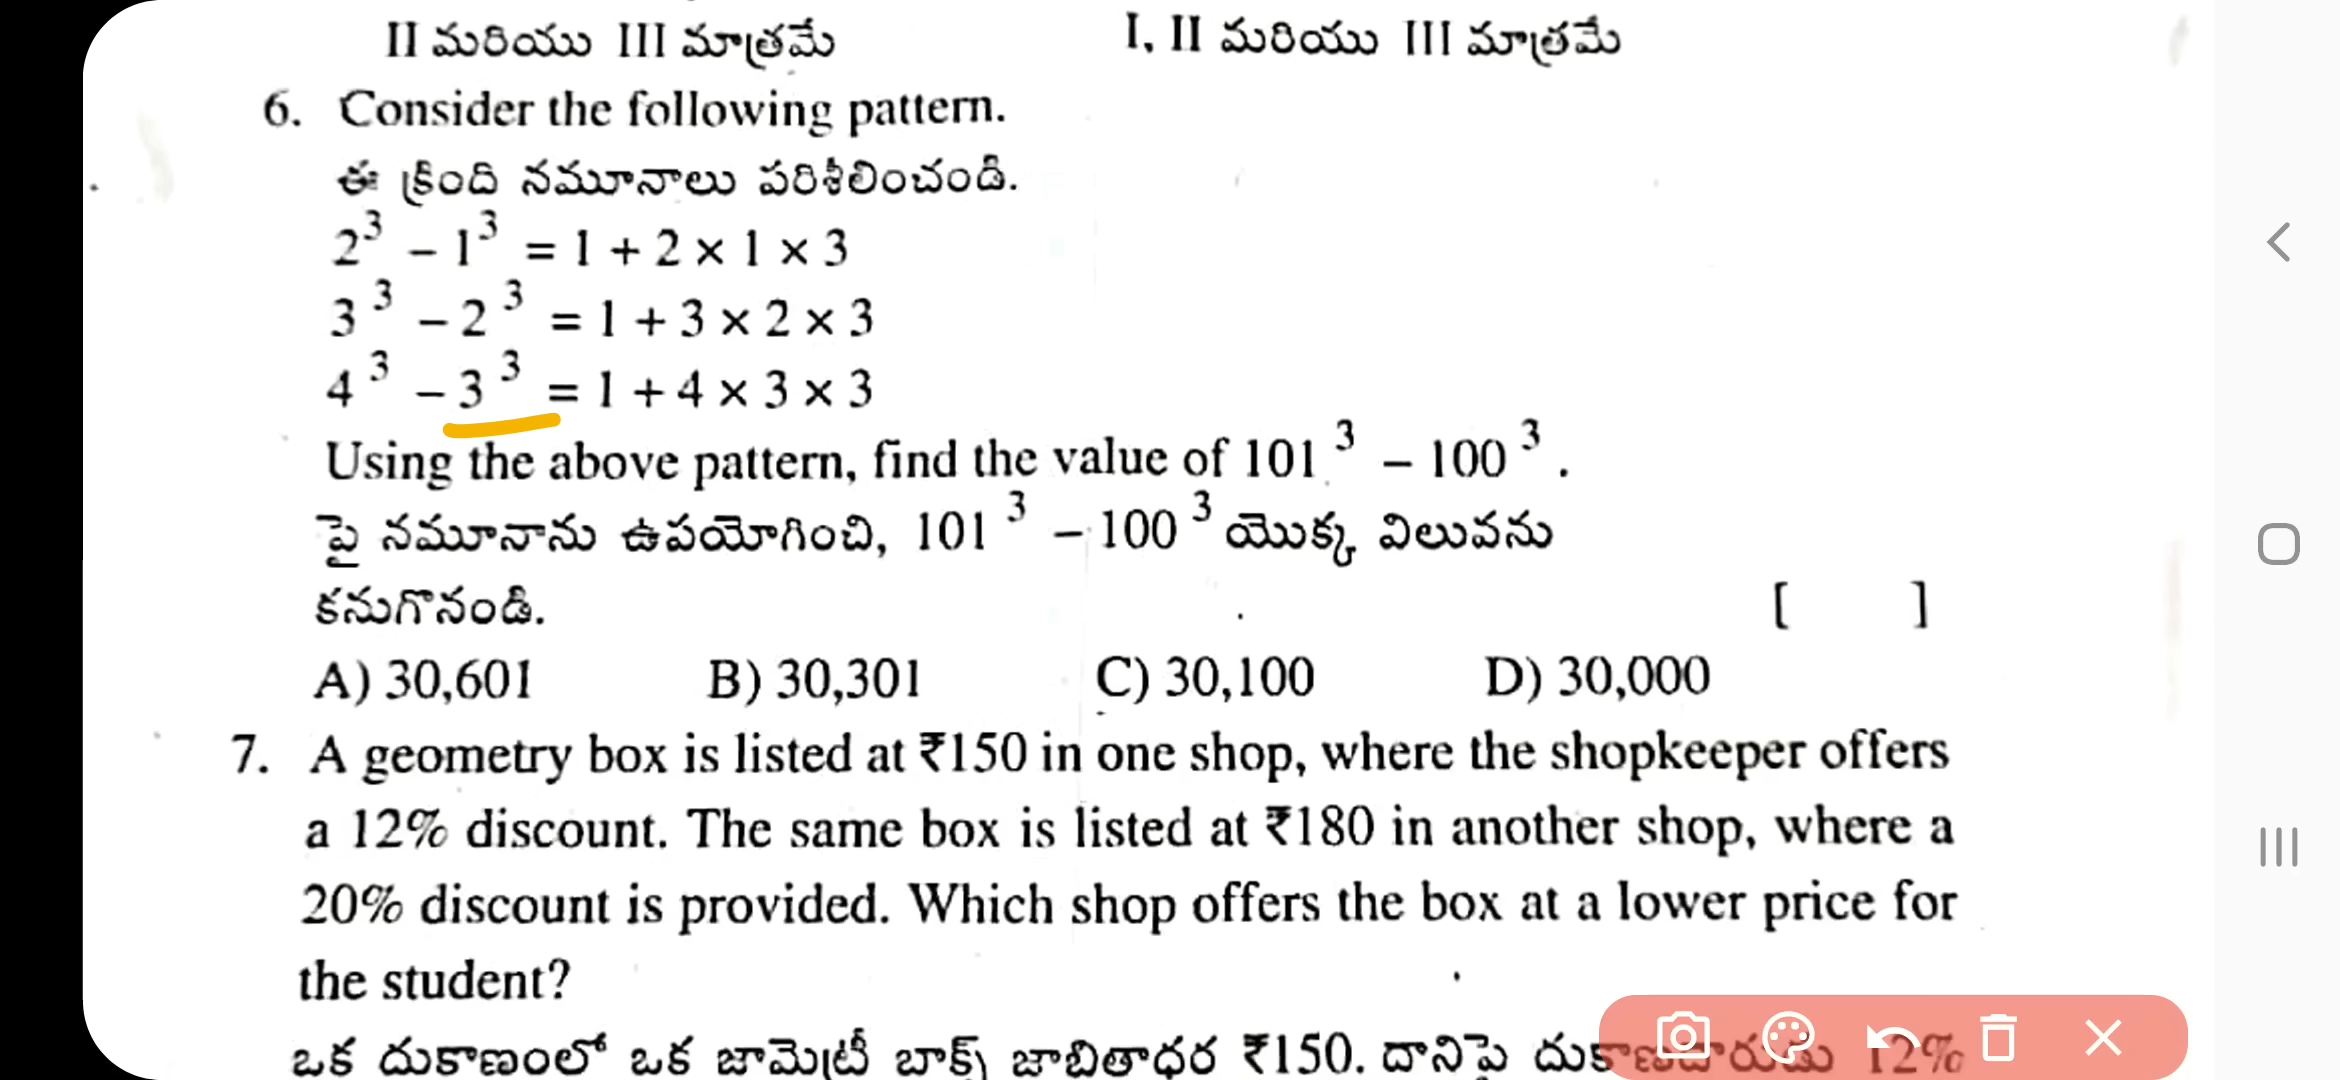 II మరియు III మాత్రమే I, II మరియు III మాత్రమే
6. Consider the following pattern.
ఈ క్రింది నమూనాలు పరిశీలించండి.
2³ – 1³ = 1 + 2 × 1 × 3
3³ – 2³ = 1 + 3 × 2 × 3
4³ – 3³ = 1 + 4 × 3 × 3
Using the above pattern, find the value of 101³ – 100³.
పై నమూనాను ఉపయోగించి, 101³ – 100³ యొక్క విలువను
కనుగొనండి. [ ]
A) 30,601 B) 30,301 C) 30,100 D) 30,000
7. A geometry box is listed at ₹150 in one shop, where the shopkeeper offers
a 12% discount. The same box is listed at ₹180 in another shop, where a
20% discount is provided. Which shop offers the box at a lower price for
the student?
ఒక దుకాణంలో ఒక జామెట్రీ బాక్స్ జాబితాధర ₹150. దానిపై దుకాణదారుడు 12%